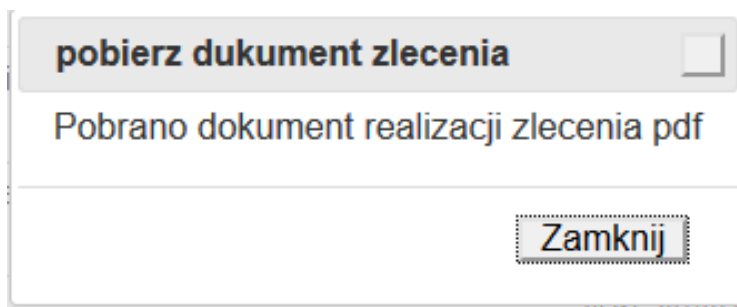 pobierz dukument zlecenia
Pobrano dokument realizacji zlecenia pdf
Zamknij